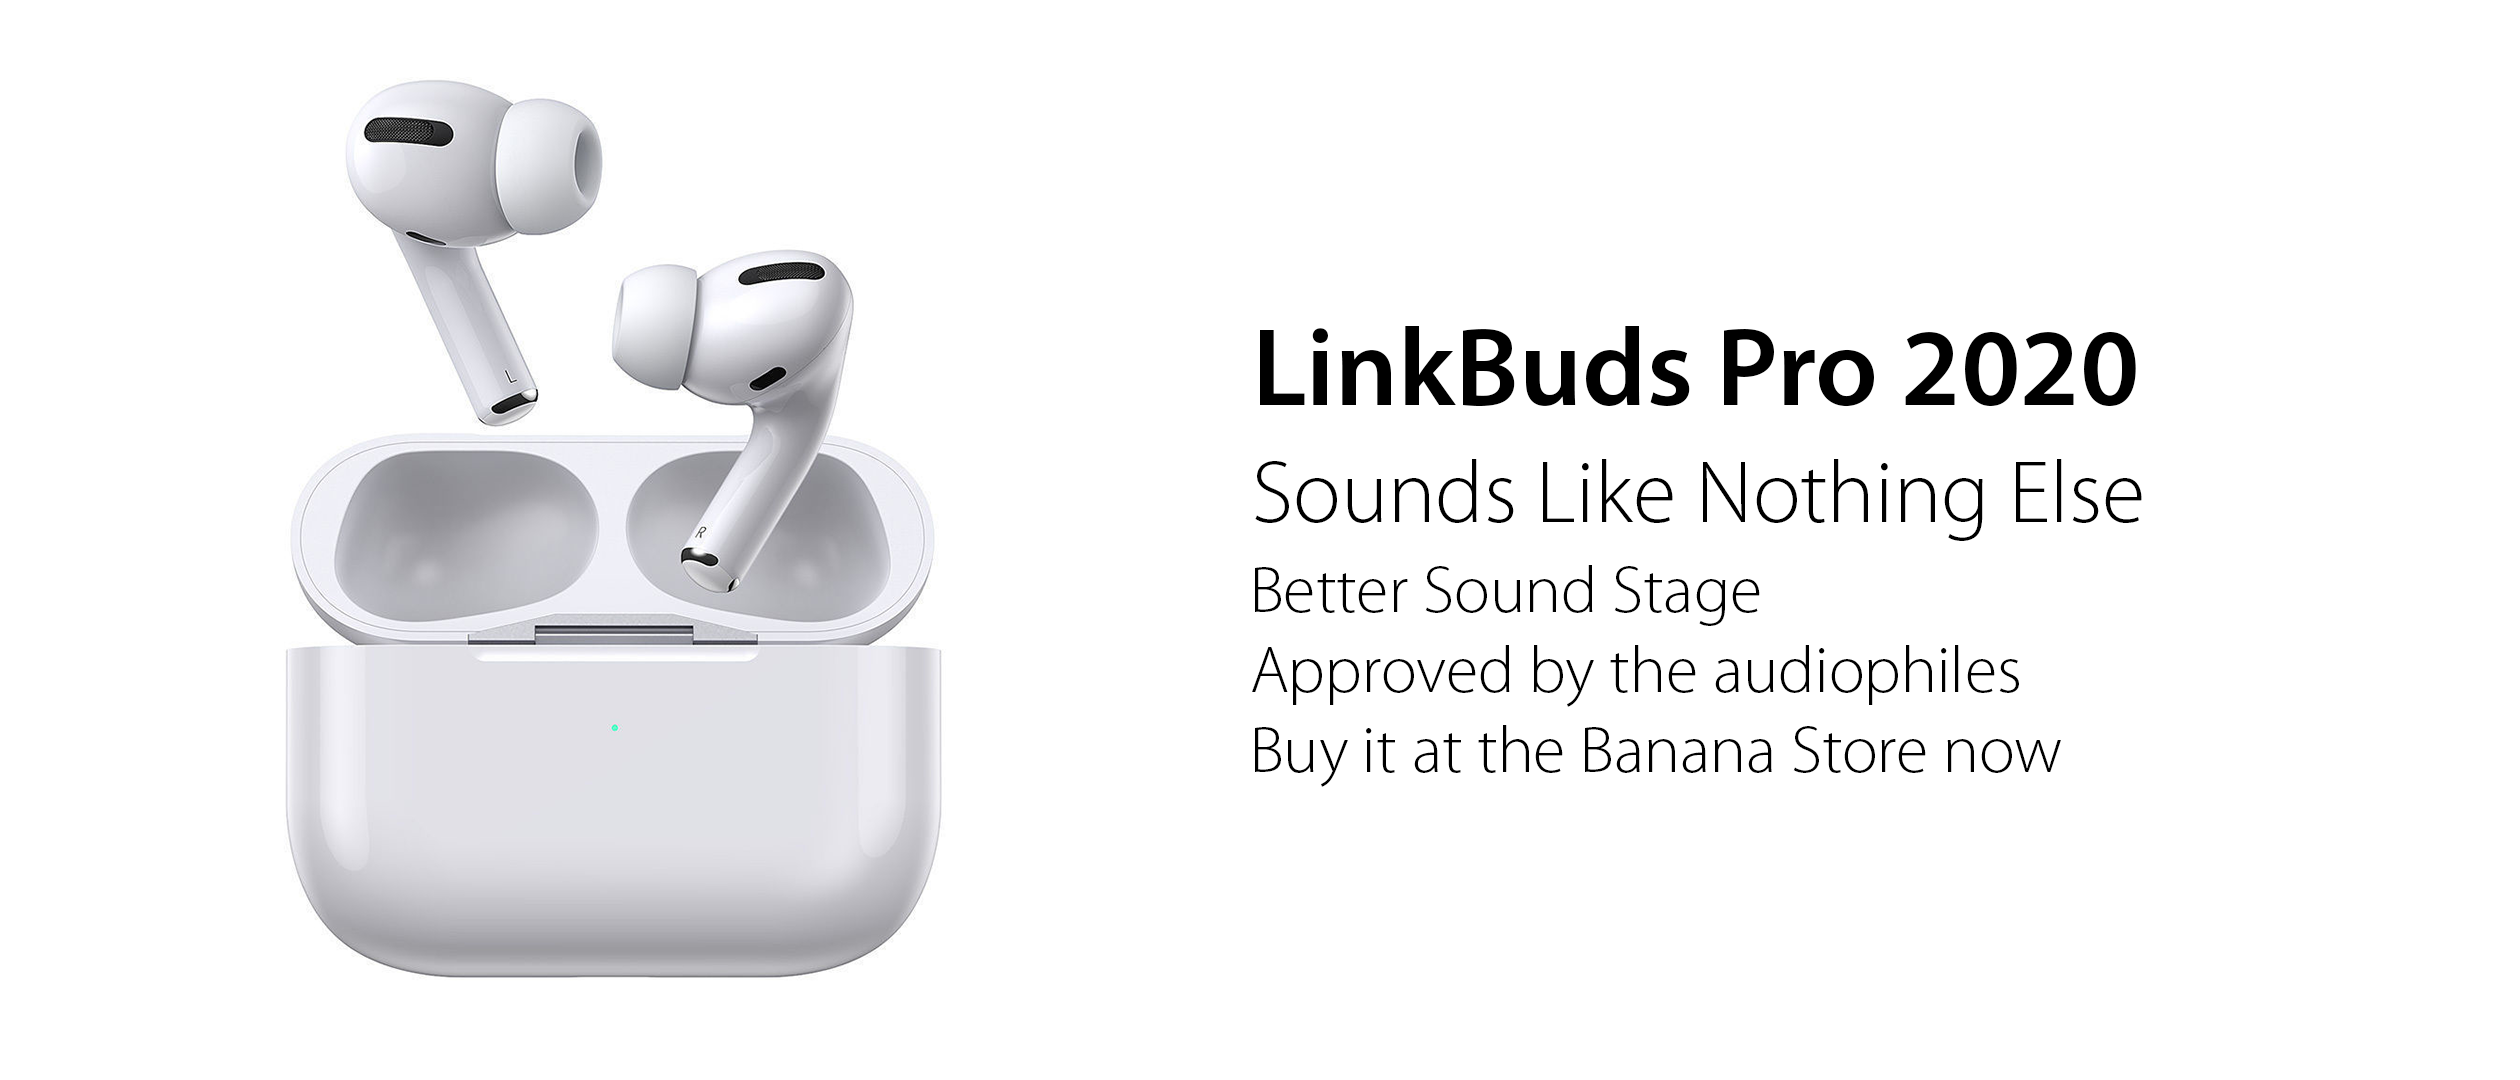 L
R
LinkBuds Pro 2020
Sounds Like Nothing Else
Better Sound Stage
Approved by the audiophiles
Buy it at the Banana Store now